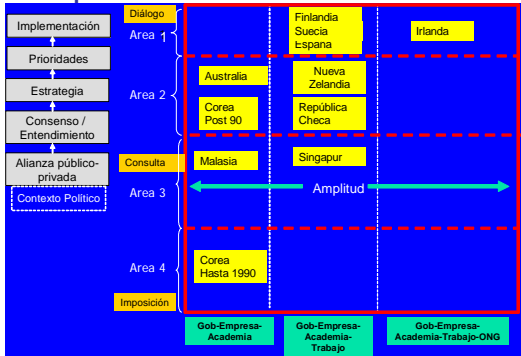 Implementación
Prioridades
Estrategia
Consenso /
Entendimiento
Alianza público-
privada
Contexto Político
Diálogo
Area 1
Area 2
Consulta
Area 3
Area 4
Imposición
Finlandia
Suecia
Espana
Irlanda
Australia
Nueva
Zelandia
Corea
Post 90
República
Checa
Malasia
Singapur
Amplitud
Corea
Hasta 1990
Gob-Empresa-
Academia
Gob-Empresa-
Academia-
Trabajo
Gob-Empresa-
Academia-Trabajo-ONG